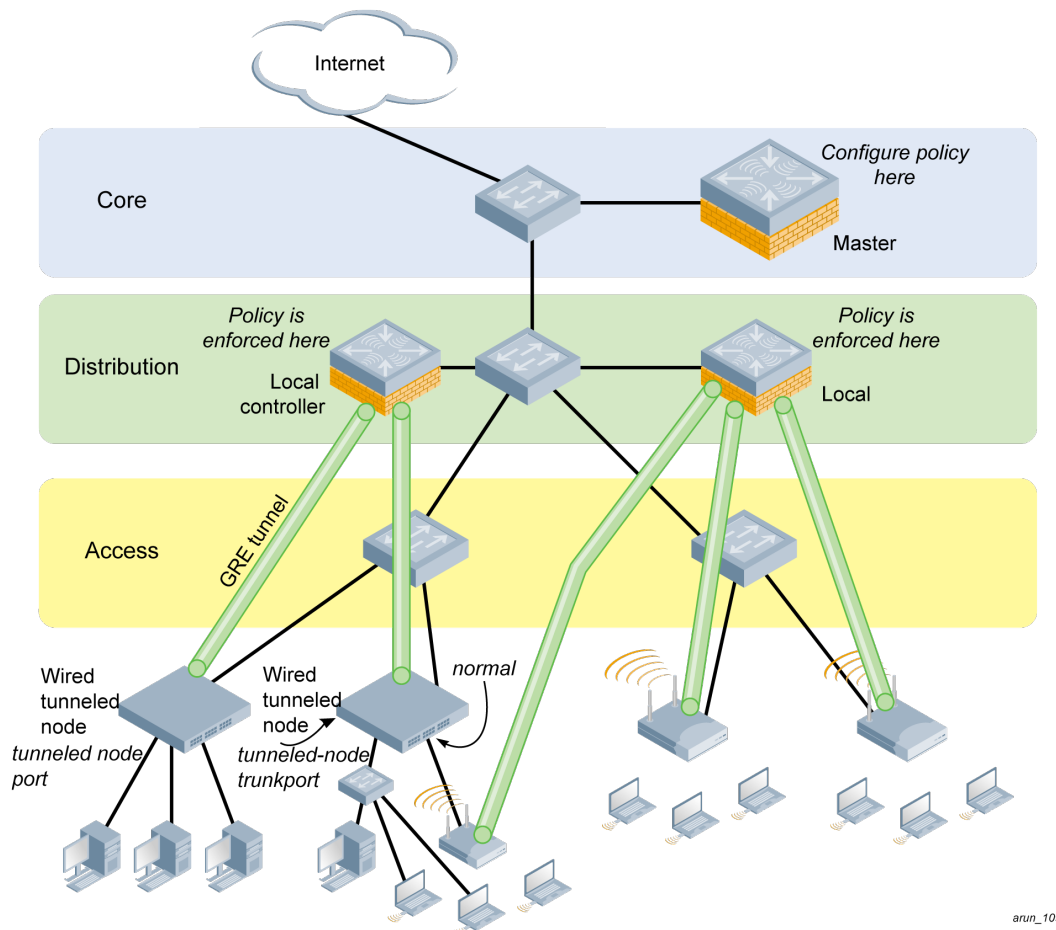 Internet
Core
Configure policy
here
Master
Distribution
Policy is
enforced here
Local
controller
Policy is
enforced here
Local
Access
GRE tunnel
Wired
tunneled
node
tunneled node
port
Wired
tunneled
node
tunneled-node
trunkport
normal
arun_10